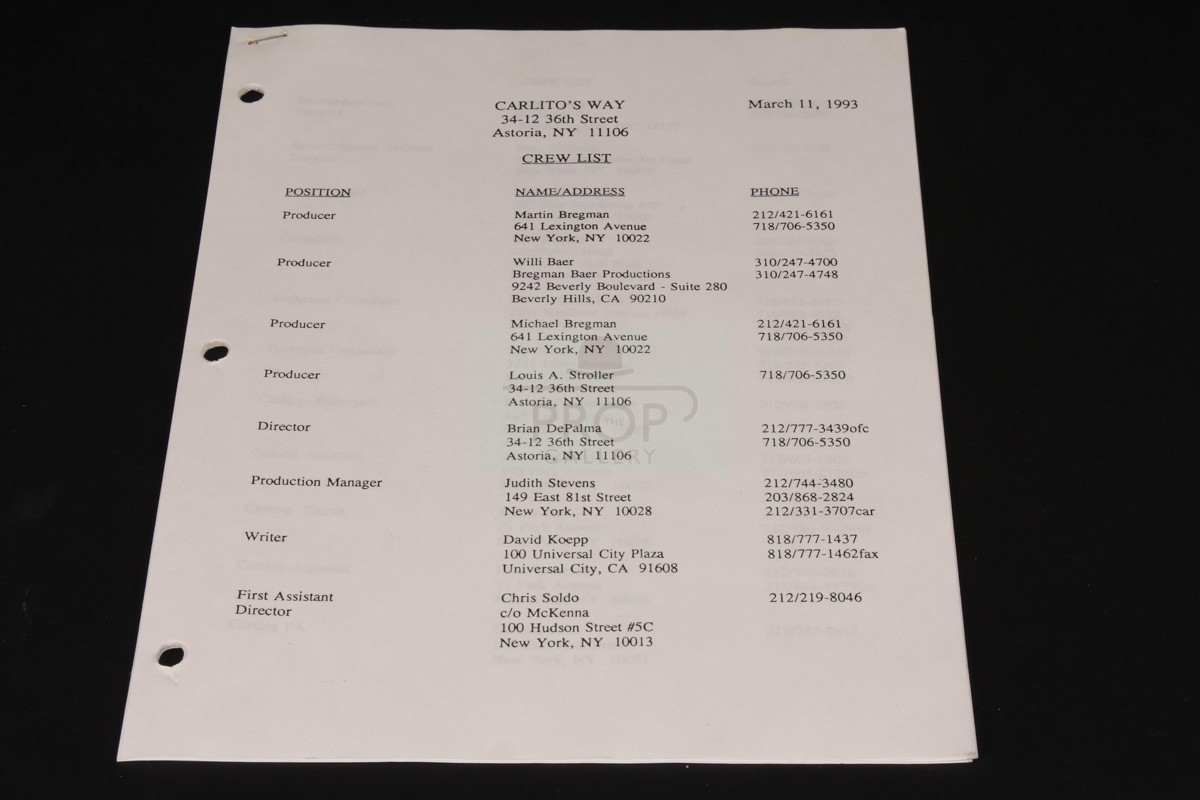 CARLITO'S WAY March 11, 1993
34-12 36th Street
Astoria, NY 11106
CREW LIST
POSITION NAME/ADDRESS PHONE
Producer Martin Bregman 212/421-6161
641 Lexington Avenue 718/706-5350
New York, NY 10022
Producer Willi Baer 310/247-4700
Bregman Baer Productions 310/247-4748
9242 Beverly Boulevard - Suite 280
Beverly Hills, CA 90210
Producer Michael Bregman 212/421-6161
641 Lexington Avenue 718/706-5350
New York, NY 10022
Producer Louis A. Stroller 718/706-5350
34-12 36th Street
Astoria, NY 11106
Director Brian DePalma 212/777-3439ofc
34-12 36th Street 718/706-5350
Astoria, NY 11106
Production Manager Judith Stevens 212/744-3480
149 East 81st Street 203/868-2824
New York, NY 10028 212/331-3707car
Writer David Koepp 818/777-1437
100 Universal City Plaza 818/777-1462fax
Universal City, CA 91608
First Assistant Chris Soldo 212/219-8046
Director c/o McKenna
100 Hudson Street #5C
New York, NY 10013
THE
PROP
GALLERY